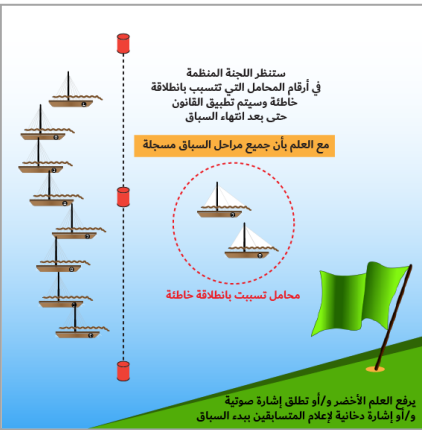 ستنظر اللجنة المنظمة
في أرقام المحامل التي تتسبب بانطلاقة
خاطئة وسيتم تطبيق القانون
حتى بعد انتهاء السباق
مع العلم بأن جميع مراحل السباق مسجلة
محامل تسببت بانطلاقة خاطئة
يرفع العلم الأخضر و/أو تطلق إشارة صوتية
و/أو إشارة دخانية لإعلام المتسابقين ببدء السباق